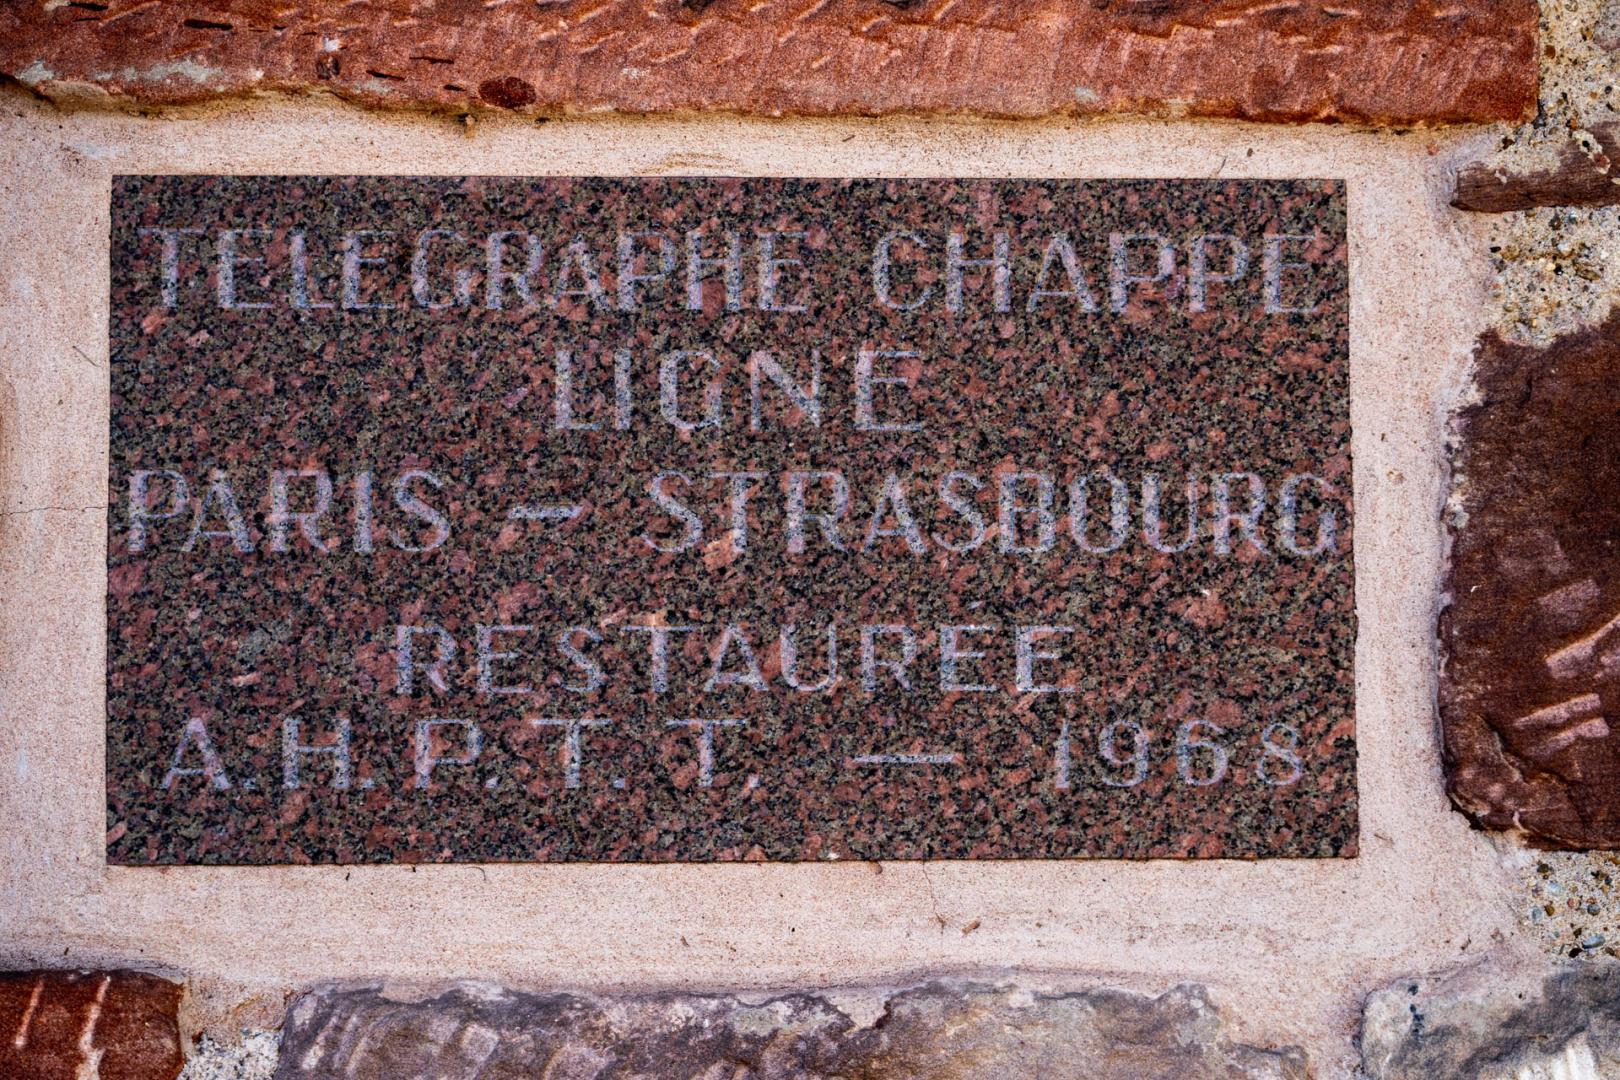 TELEGRAPHE CHAPPE
LIGNE
PARIS - STRASBOURG
RESTAUREE
A.H.P.T.T. — 1968